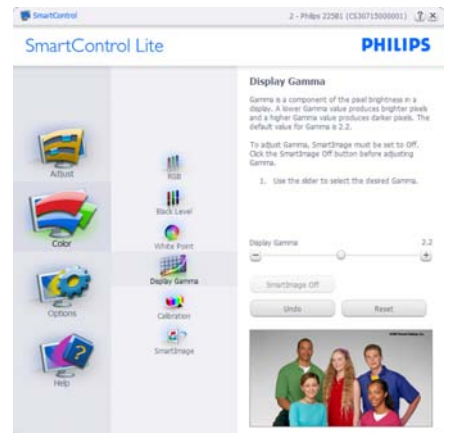 SmartControl
2 - Philips 225B1 (CS30715000001)
SmartControl Lite
PHILIPS
Adjust
Color
Options
Help
RGB
Black Level
White Point
Display Gamma
Calibration
SmartImage
Display Gamma
Gamma is a component of the pixel brightness in a
display. A lower Gamma value produces brighter pixels
and a higher Gamma value produces darker pixels. The
default value for Gamma is 2.2.
To adjust Gamma, SmartImage must be set to Off.
Click the SmartImage Off button before adjusting
Gamma.
1. Use the slider to select the desired Gamma.
Display Gamma
2.2
SmartImage Off
Undo
Reset